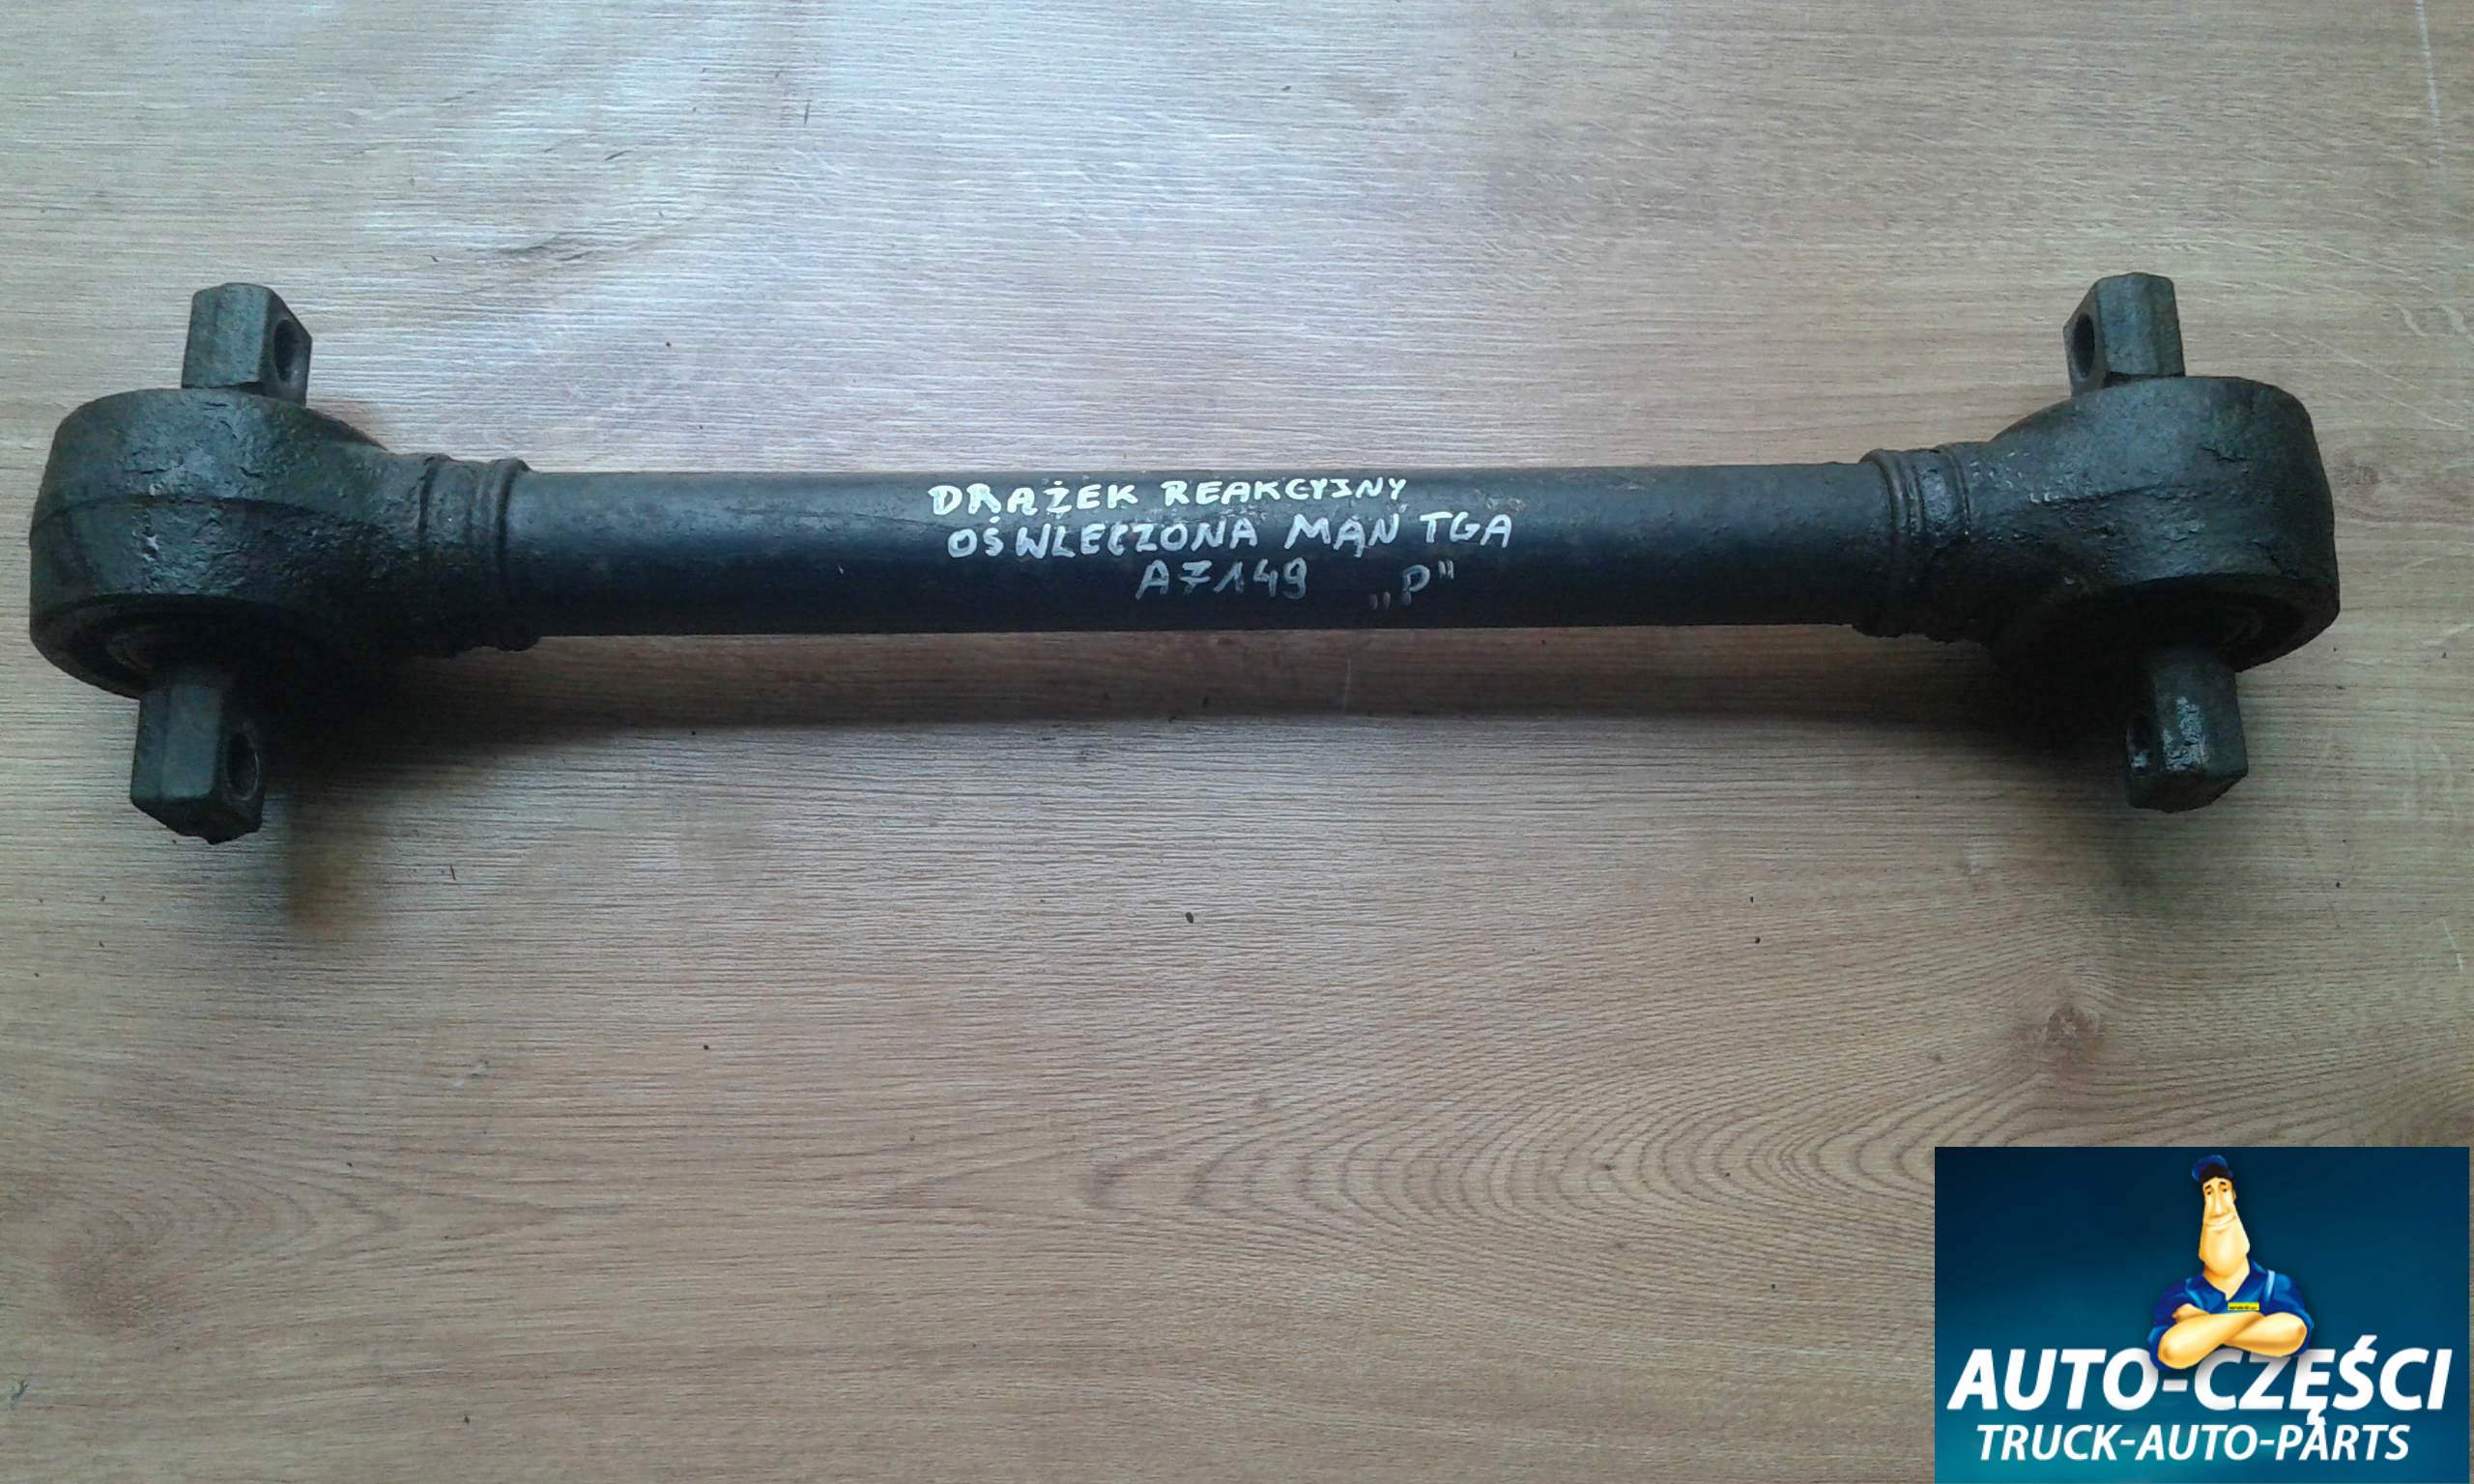 DRĄŻEK REAKCYJNY
OŚ WLECZONA MAN TGA
A7149 „P"
AUTO-CZĘŚCI
TRUCK-AUTO-PARTS